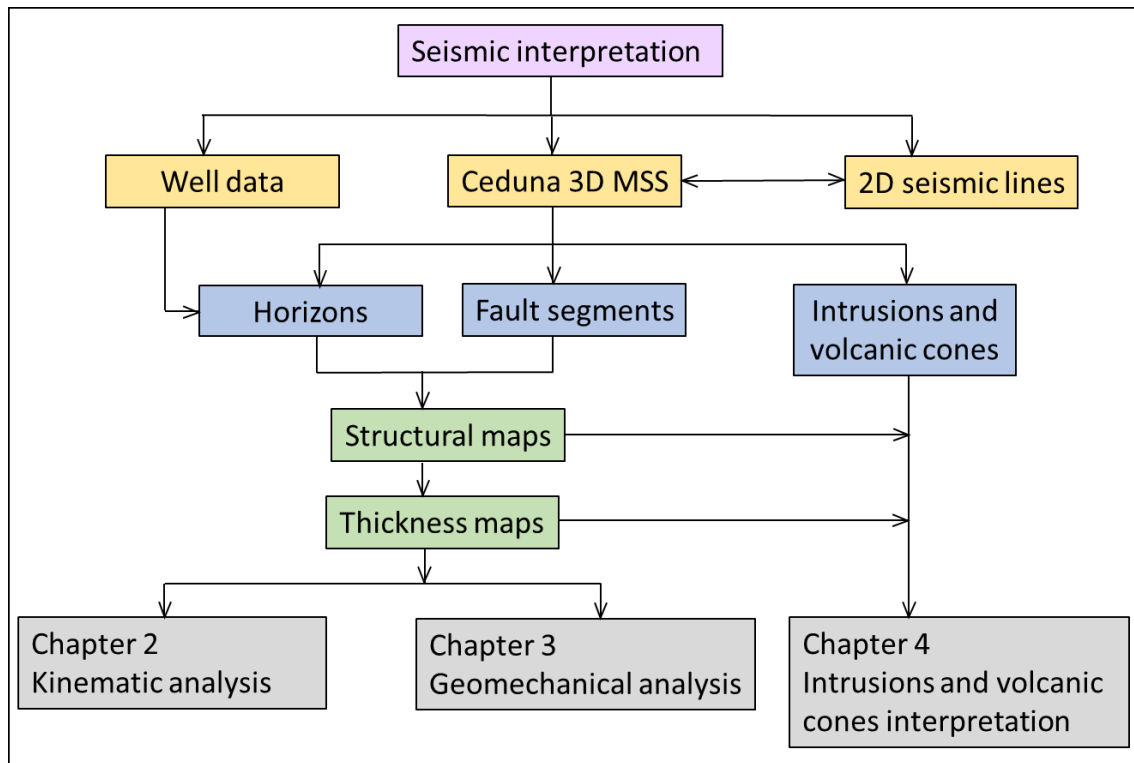 Seismic interpretation
Well data
Ceduna 3D MSS
2D seismic lines
Horizons
Fault segments
Intrusions and
volcanic cones
Structural maps
Thickness maps
Chapter 2
Kinematic analysis
Chapter 3
Geomechanical analysis
Chapter 4
Intrusions and volcanic
cones interpretation